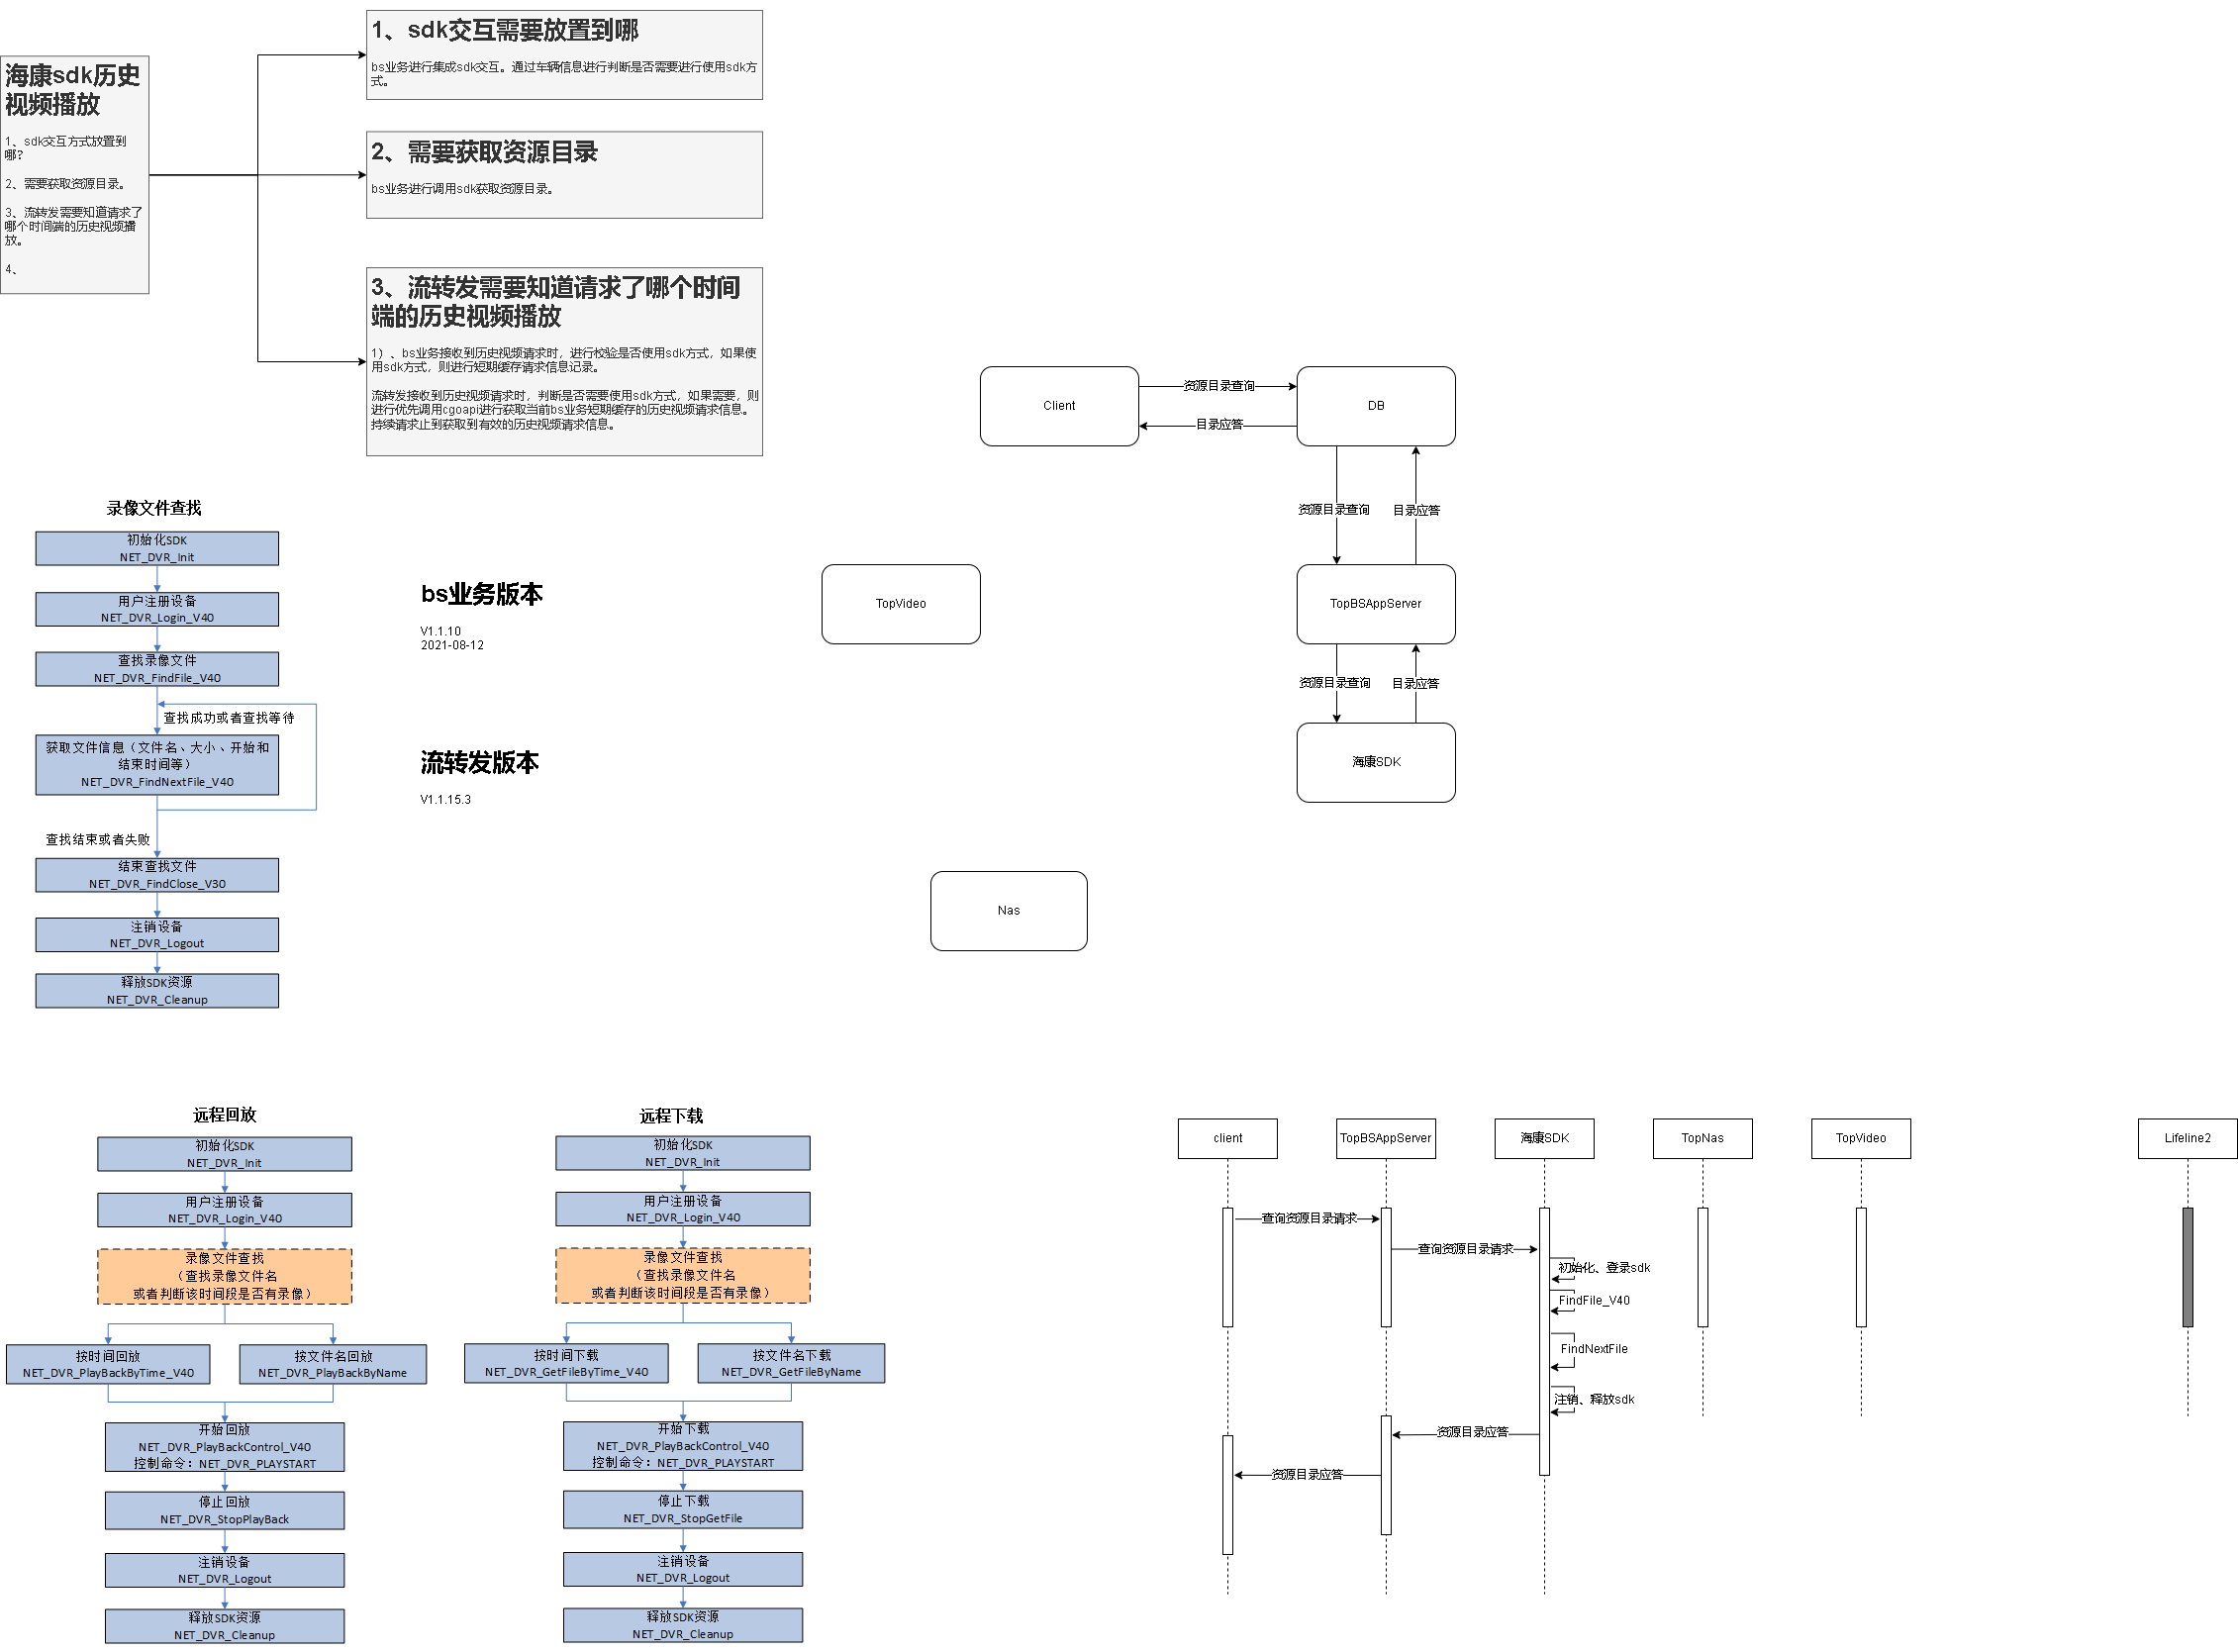 海康sdk历史
视频播放
1、sdk交互方式放置到
哪?
2、需要获取资源目录。
3、流转发需要知道请求了
哪个时间端的历史视频播
放。
4、
1、sdk交互需要放置到哪
bs业务进行集成sdk交互。通过车辆信息进行判断是否需要进行使用sdk方
式。
2、需要获取资源目录
bs业务进行调用sdk获取资源目录。
3、流转发需要知道请求了哪个时间
端的历史视频播放
1）、bs业务接收到历史视频请求时，进行校验是否使用sdk方式，如果使
用sdk方式，则进行短期缓存请求信息记录。
流转发接收到历史视频请求时，判断是否需要使用sdk方式，如果需要，则
进行优先调用cgoapi进行获取当前bs业务短期缓存的历史视频请求信息。
持续请求止到获取到有效的历史视频请求信息。
录像文件查找
初始化SDK
NET_DVR_Init
用户注册设备
NET_DVR_Login_V40
查找录像文件
NET_DVR_FindFile_V40
查找成功或者查找等待
获取文件信息（文件名、大小、开始和
结束时间等）
NET_DVR_FindNextFile_V40
查找结束或者失败
结束查找文件
NET_DVR_FindClose_V30
注销设备
NET_DVR_Logout
释放SDK资源
NET_DVR_Cleanup
bs业务版本
V1.1.10
2021-08-12
流转发版本
V1.1.15.3
Client
资源目录查询
目录应答
DB
资源目录查询
目录应答
TopVideo
TopBSAppServer
资源目录查询
目录应答
海康SDK
Nas
远程回放
初始化SDK
NET_DVR_Init
用户注册设备
NET_DVR_Login_V40
录像文件查找
（查找录像文件名
或者判断该时间段是否有录像）
按时间回放
NET_DVR_PlayBackByTime_V40
按文件名回放
NET_DVR_PlayBackByName
开始回放
NET_DVR_PlayBackControl_V40
控制命令：NET_DVR_PLAYSTART
停止回放
NET_DVR_StopPlayBack
注销设备
NET_DVR_Logout
释放SDK资源
NET_DVR_Cleanup
远程下载
初始化SDK
NET_DVR_Init
用户注册设备
NET_DVR_Login_V40
录像文件查找
（查找录像文件名
或者判断该时间段是否有录像）
按时间下载
NET_DVR_GetFileByTime_V40
按文件名下载
NET_DVR_GetFileByName
开始下载
NET_DVR_PlayBackControl_V40
控制命令：NET_DVR_PLAYSTART
停止下载
NET_DVR_StopGetFile
注销设备
NET_DVR_Logout
释放SDK资源
NET_DVR_Cleanup
client
TopBSAppServer
海康SDK
TopNas
TopVideo
Lifeline2
查询资源目录请求
查询资源目录请求
初始化、登录sdk
FindFile_V40
FindNextFile
注销、释放sdk
资源目录应答
资源目录应答